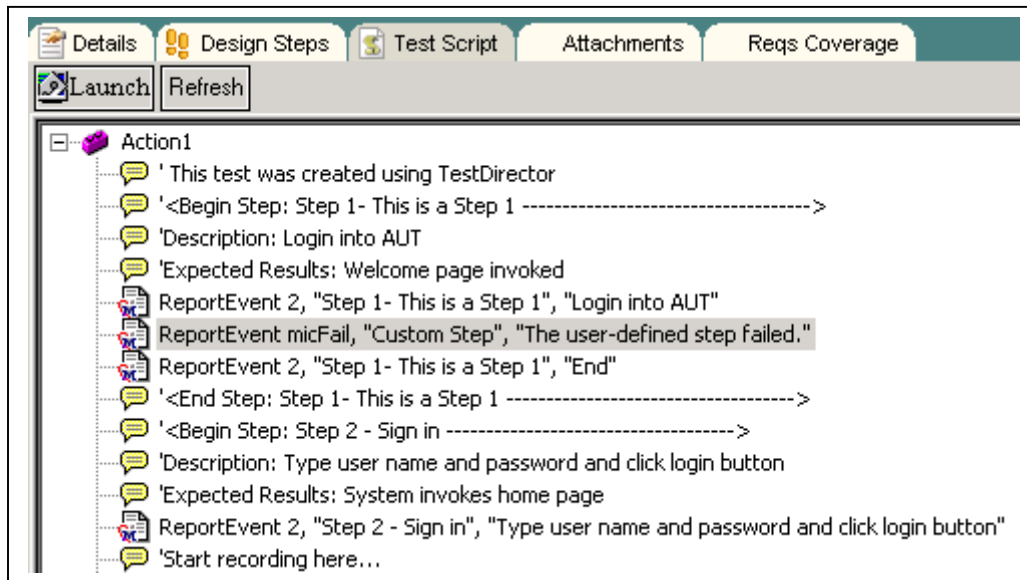 Details Design Steps Test Script Attachments Reqs Coverage
Launch Refresh
Action1
' This test was created using TestDirector
'<Begin Step: Step 1- This is a Step 1 ------------------------------------->
'Description: Login into AUT
'Expected Results: Welcome page invoked
ReportEvent 2, "Step 1- This is a Step 1", "Login into AUT"
ReportEvent micFail, "Custom Step", "The user-defined step failed."
ReportEvent 2, "Step 1- This is a Step 1", "End"
'<End Step: Step 1- This is a Step 1 ------------------------------------->
'<Begin Step: Step 2 - Sign in ------------------------------------->
'Description: Type user name and password and click login button
'Expected Results: System invokes home page
ReportEvent 2, "Step 2 - Sign in", "Type user name and password and click login button"
'Start recording here...